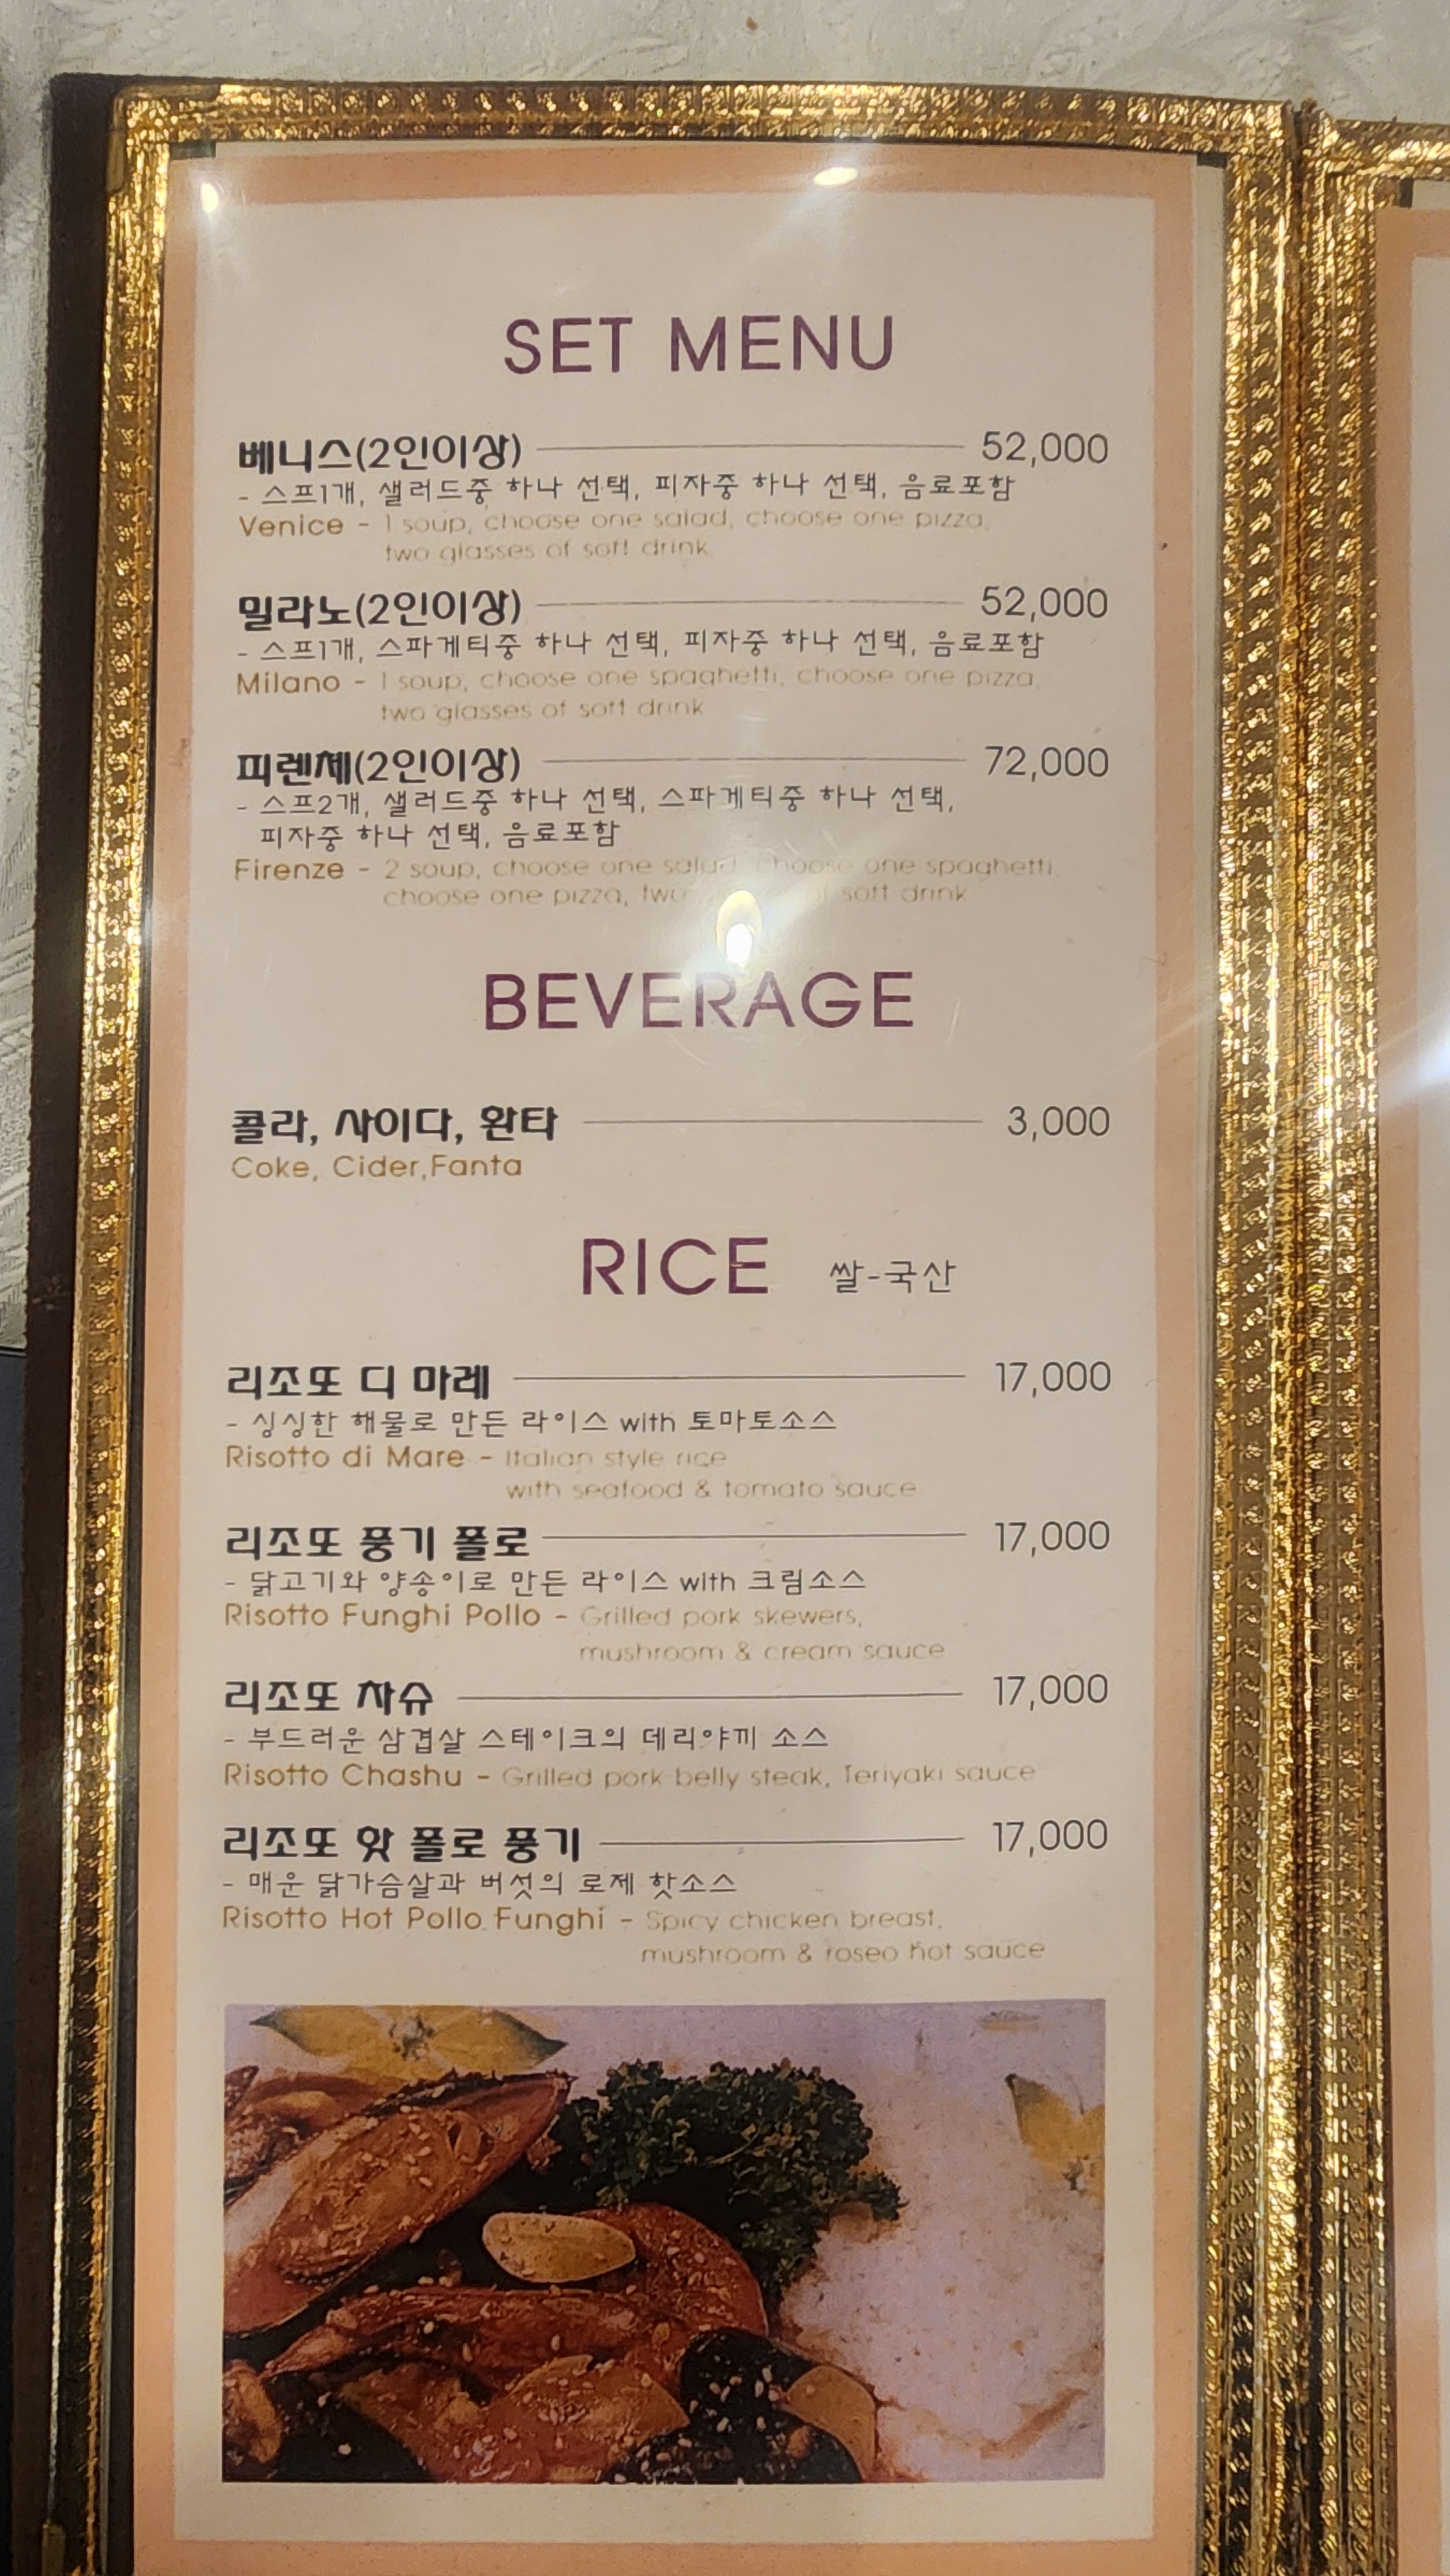 SET MENU
베니스(2인이상) 52,000
- 스프1개, 샐러드중 하나 선택, 피자중 하나 선택, 음료포함
Venice - 1 soup, choose one salad, choose one pizza,
two glasses of soft drink
밀라노(2인이상) 52,000
- 스프1개, 스파게티중 하나 선택, 피자중 하나 선택, 음료포함
Milano - 1 soup, choose one spaghetti, choose one pizza,
two glasses of soft drink
피렌체(2인이상) 72,000
- 스프2개, 샐러드중 하나 선택, 스파게티중 하나 선택,
피자중 하나 선택, 음료포함
Firenze - 2 soup, choose one salad, choose one spaghetti,
choose one pizza, two of soft drink
BEVERAGE
콜라, 사이다, 환타 3,000
Coke, Cider,Fanta
RICE 쌀-국산
리조또 디 마레 17,000
- 싱싱한 해물로 만든 라이스 with 토마토소스
Risotto di Mare - Italian style rice
with seafood & tomato sauce
리조또 풍기 폴로 17,000
- 닭고기와 양송이로 만든 라이스 with 크림소스
Risotto Funghi Pollo - Grilled pork skewers,
mushroom & cream sauce
리조또 차슈 17,000
- 부드러운 삼겹살 스테이크의 데리야끼 소스
Risotto Chashu - Grilled pork belly steak, Teriyaki sauce
리조또 핫 폴로 풍기 17,000
- 매운 닭가슴살과 버섯의 로제 핫소스
Risotto Hot Pollo Funghi - Spicy chicken breast,
mushroom & roseo hot sauce